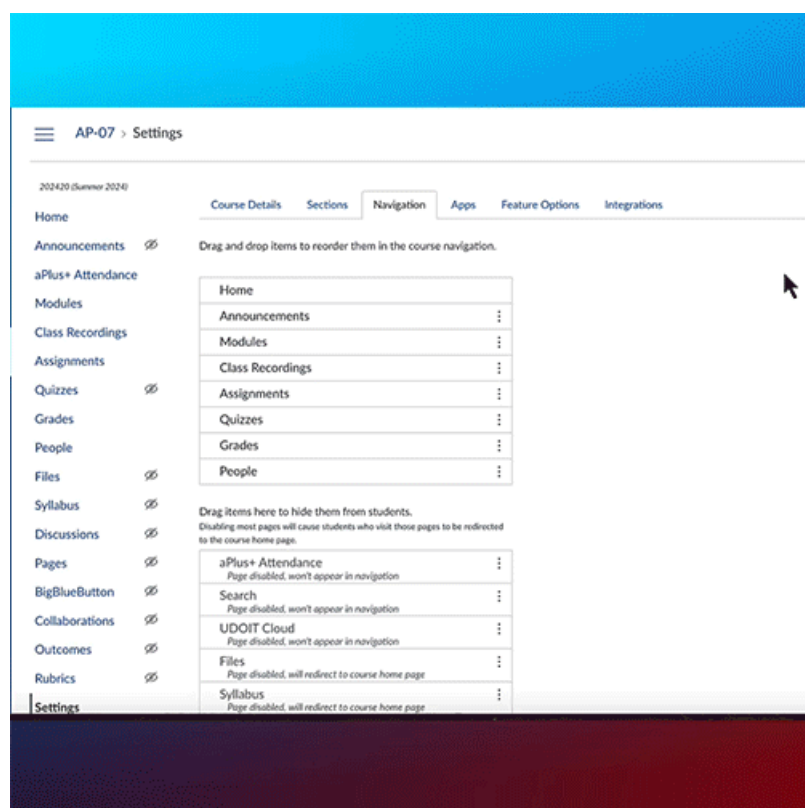 AP-07 › Settings
202420 (Summer 2024)
Home
Announcements
aPlus+ Attendance
Modules
Class Recordings
Assignments
Quizzes
Grades
People
Files
Syllabus
Discussions
Pages
BigBlueButton
Collaborations
Outcomes
Rubrics
Settings
Course Details Sections Navigation Apps Feature Options Integrations
Drag and drop items to reorder them in the course navigation.
Home
Announcements
Modules
Class Recordings
Assignments
Quizzes
Grades
People
Drag items here to hide them from students.
Disabling most pages will cause students who visit those pages to be redirected
to the course home page.
aPlus+ Attendance
Page disabled, won't appear in navigation
Search
Page disabled, won't appear in navigation
UDOIT Cloud
Page disabled, won't appear in navigation
Files
Page disabled, will redirect to course home page
Syllabus
Page disabled, will redirect to course home page